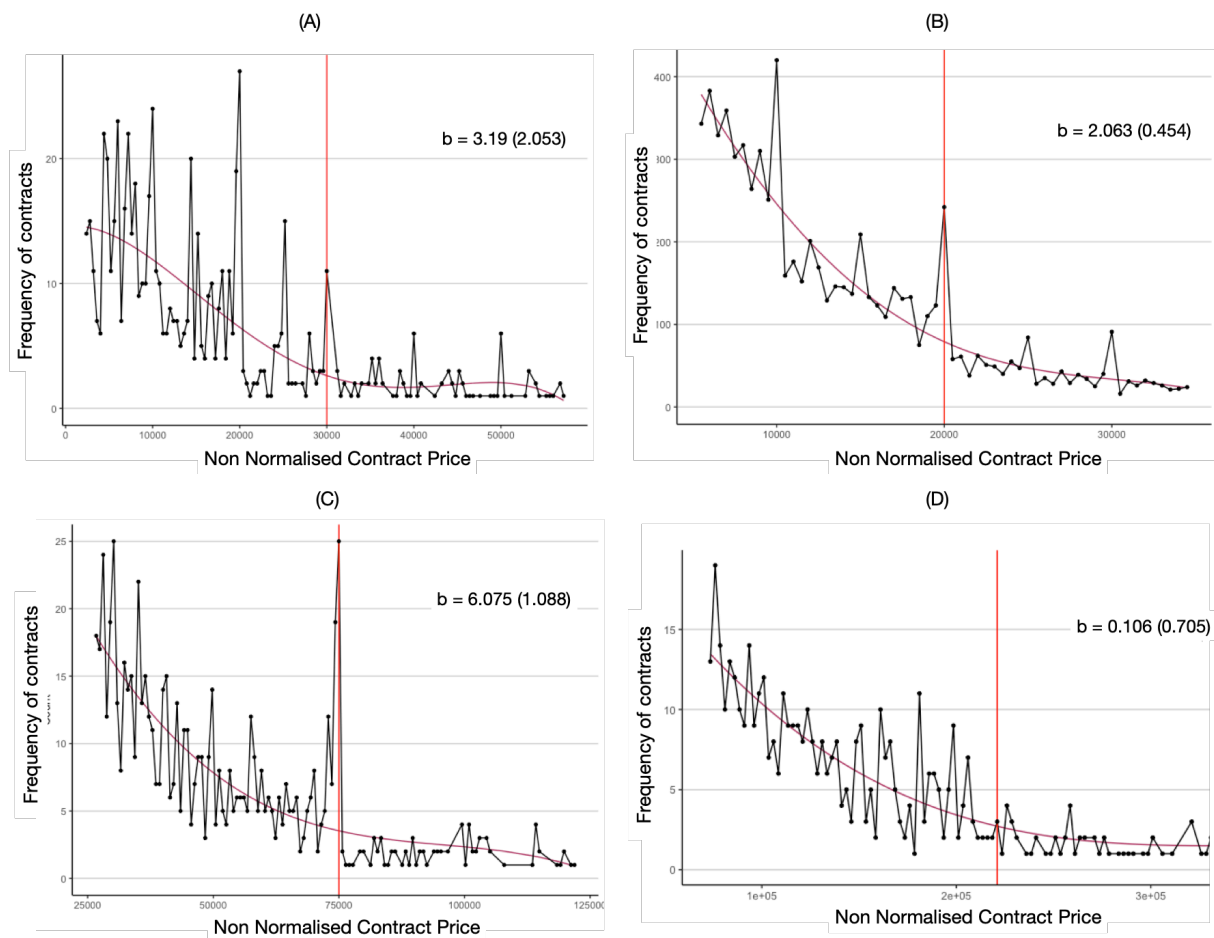 (A)
b = 3.19 (2.053)
Frequency of contracts
20
10
0
0
10000
20000
30000
40000
50000
Non Normalised Contract Price
(B)
b = 2.063 (0.454)
Frequency of contracts
400
300
200
100
0
10000
20000
30000
Non Normalised Contract Price
(C)
b = 6.075 (1.088)
Frequency of contracts
25
20
15
10
5
0
25000
50000
75000
100000
125000
Non Normalised Contract Price
(D)
b = 0.106 (0.705)
Frequency of contracts
15
10
5
0
1e+05
2e+05
3e+05
Non Normalised Contract Price